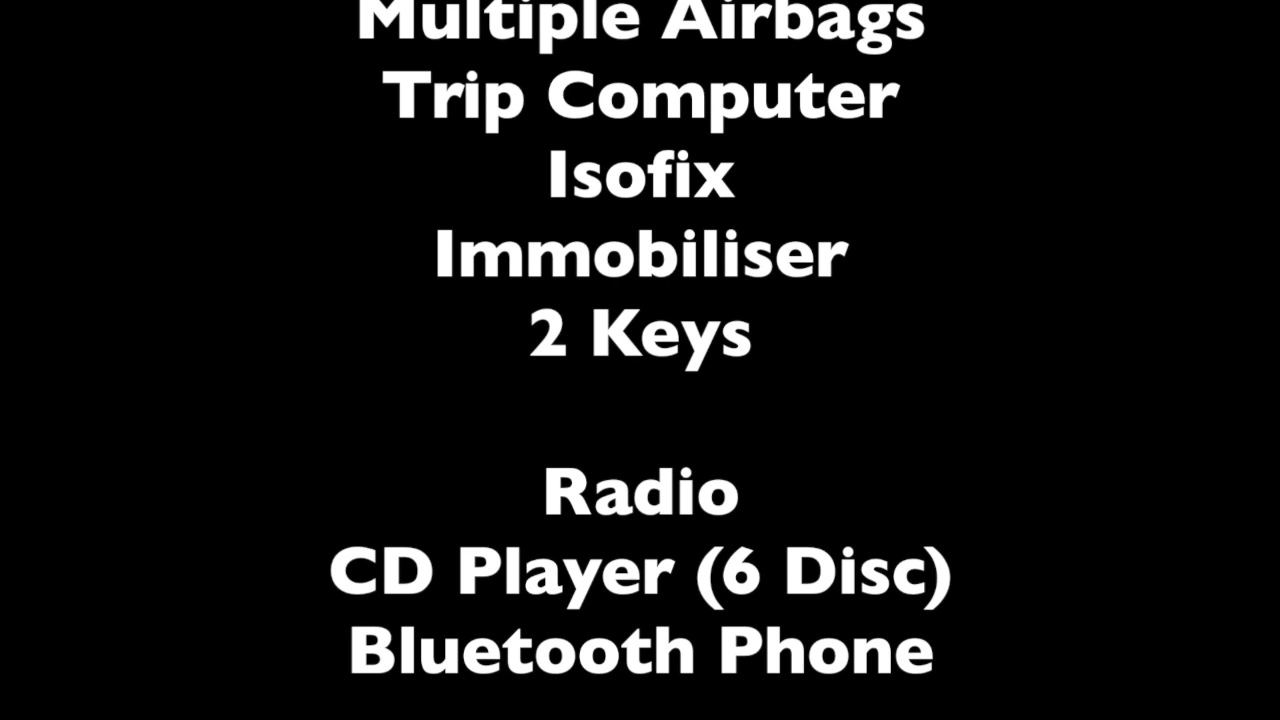 Multiple Airbags
Trip Computer
Isofix
Immobiliser
2 Keys
Radio
CD Player (6 Disc)
Bluetooth Phone